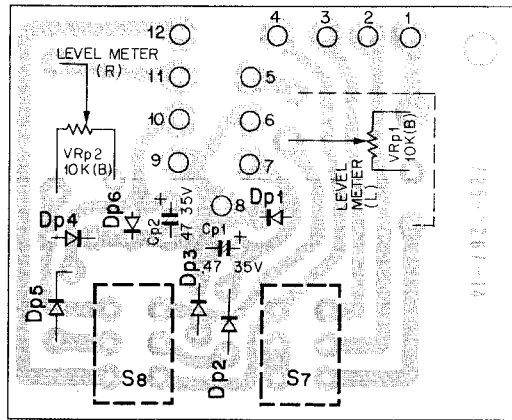 12
4
3
2
1
LEVEL METER
(R)
11
5
10
6
9
7
8
VRp2
10K(B)
VRp1
10K(B)
LEVEL
METER
(L)
Dp6
Dp4
Cp2
47 35V
Dp1
Cp1
47 35V
Dp3
Dp5
Dp2
S8
S7